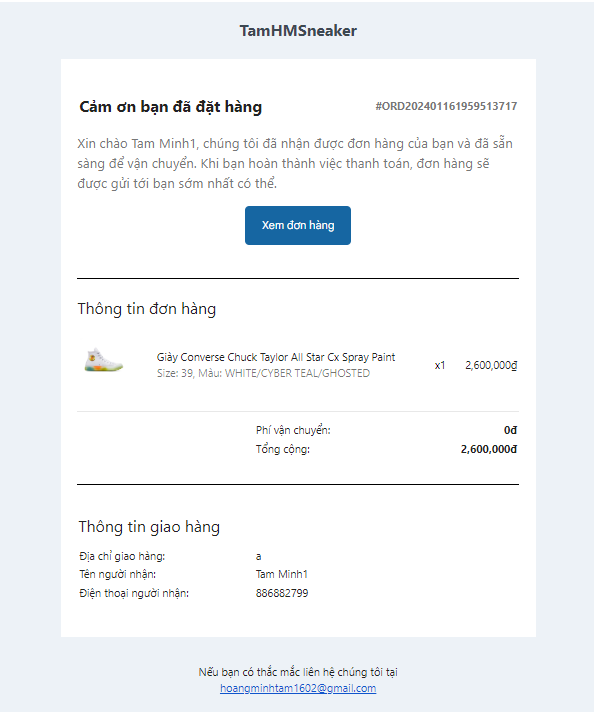 TamHMSneaker
Cảm ơn bạn đã đặt hàng #ORD202401161959513717
Xin chào Tam Minh1, chúng tôi đã nhận được đơn hàng của bạn và đã sẵn
sàng để vận chuyển. Khi bạn hoàn thành việc thanh toán, đơn hàng sẽ
được gửi tới bạn sớm nhất có thể.
Xem đơn hàng
Thông tin đơn hàng
Giày Converse Chuck Taylor All Star Cx Spray Paint x1 2,600,000₫
Size: 39, Màu: WHITE/CYBER TEAL/GHOSTED
Phí vận chuyển: 0đ
Tổng cộng: 2,600,000đ
Thông tin giao hàng
Địa chỉ giao hàng: a
Tên người nhận: Tam Minh1
Điện thoại người nhận: 886882799
Nếu bạn có thắc mắc liên hệ chúng tôi tại
hoangminhtam1602@gmail.com